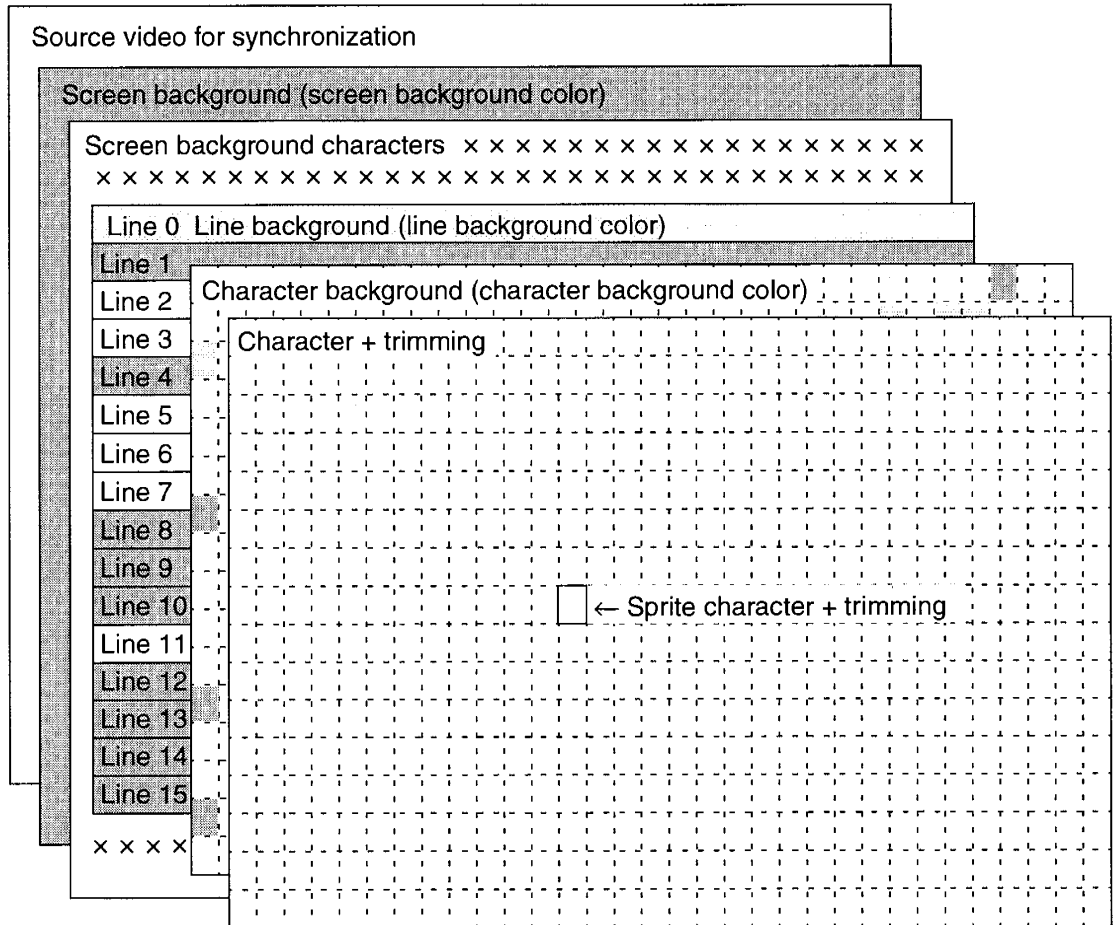 Source video for synchronization
Screen background (screen background color)
Screen background characters × × × × × × × × × × × × × × × × × ×
× × × × × × × × × × × × × × × × × × × × × × × × × × × × × × × ×
Line 0 Line background (line background color)
Line 1
Character background (character background color)
Line 2
Line 3
Character + trimming
Line 4
Line 5
Line 6
Line 7
Line 8
Line 9
Line 10
← Sprite character + trimming
Line 11
Line 12
Line 13
Line 14
Line 15
× × × ×